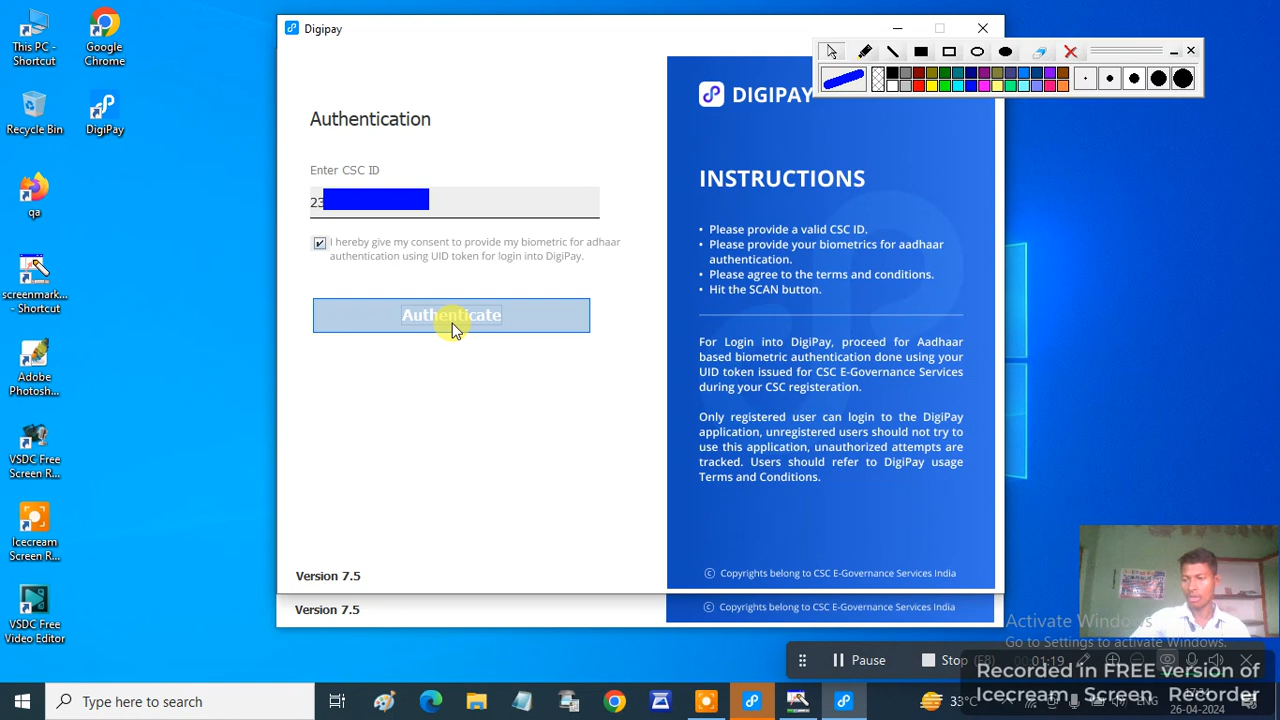 This PC -
Shortcut
Google
Chrome
Recycle Bin
DigiPay
qa
screenmark...
- Shortcut
Adobe
Photosh...
VSDC Free
Screen R...
Icecream
Screen R...
VSDC Free
Video Editor
Digipay
Authentication
Enter CSC ID
23
I hereby give my consent to provide my biometric for adhaar
authentication using UID token for login into DigiPay.
Authenticate
Version 7.5
Version 7.5
DIGIPAY
INSTRUCTIONS
• Please provide a valid CSC ID.
• Please provide your biometrics for aadhaar
authentication.
• Please agree to the terms and conditions.
• Hit the SCAN button.
For Login into DigiPay, proceed for Aadhaar
based biometric authentication done using your
UID token issued for CSC E-Governance Services
during your CSC registeration.
Only registered user can login to the DigiPay
application, unregistered users should not try to
use this application, unauthorized attempts are
tracked. Users should refer to DigiPay usage
Terms and Conditions.
© Copyrights belong to CSC E-Governance Services India
© Copyrights belong to CSC E-Governance Services India
Activate Windows
Go to Settings to activate Windows.
Pause
Stop (F8)
00:01:19
Recorded in FREE version of
Icecream Screen Recorder
Type here to search
33°C
ENG
26-04-2024